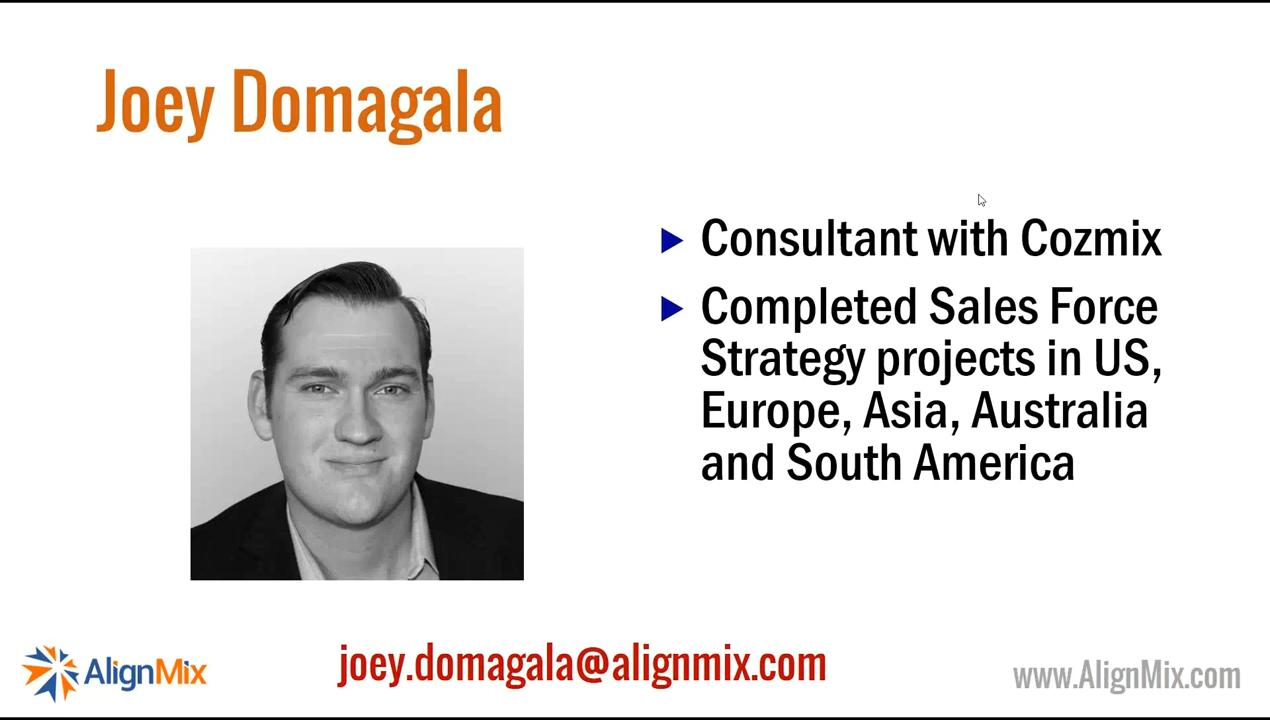 Joey Domagala
Consultant with Cozmix
Completed Sales Force
Strategy projects in US,
Europe, Asia, Australia
and South America
AlignMix
joey.domagala@alignmix.com
www.AlignMix.com